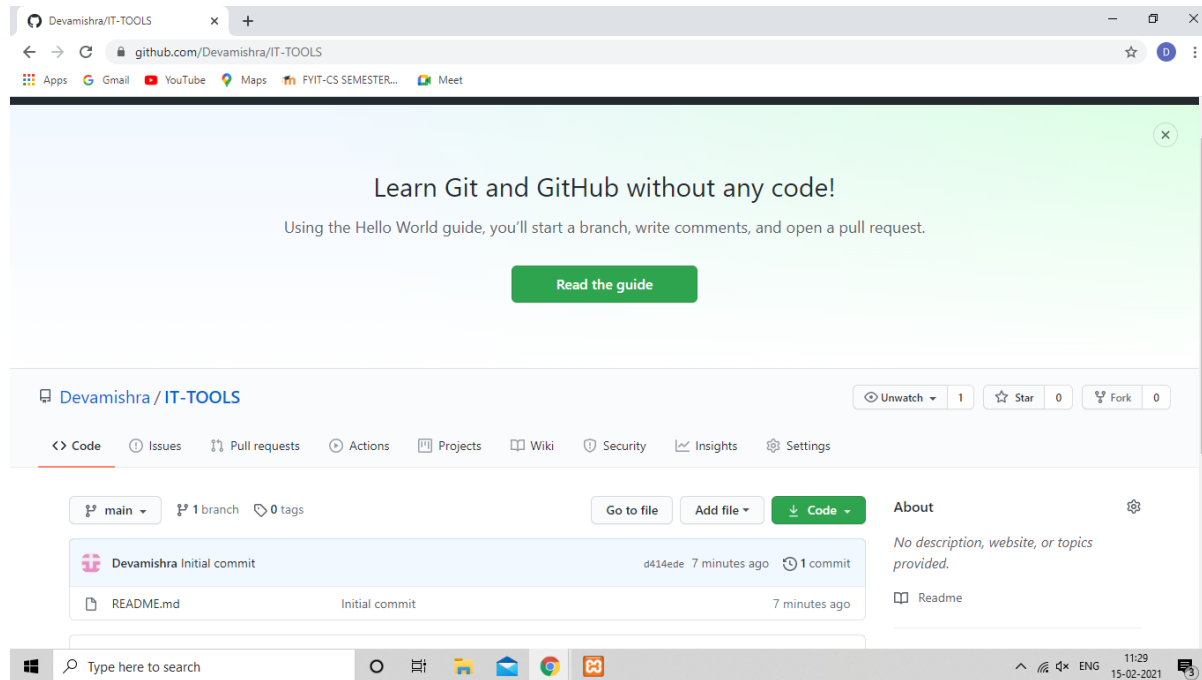 Devamishra/IT-TOOLS
github.com/Devamishra/IT-TOOLS
D
Apps Gmail YouTube Maps FYIT-CS SEMESTER... Meet
Learn Git and GitHub without any code!
Using the Hello World guide, you’ll start a branch, write comments, and open a pull request.
Read the guide
Devamishra / IT-TOOLS Unwatch 1 Star 0 Fork 0
Code Issues Pull requests Actions Projects Wiki Security Insights Settings
main 1 branch 0 tags Go to file Add file Code
Devamishra Initial commit d414ede 7 minutes ago 1 commit
README.md Initial commit 7 minutes ago
About
No description, website, or topics
provided.
Readme
Type here to search
ENG
11:29
15-02-2021
3